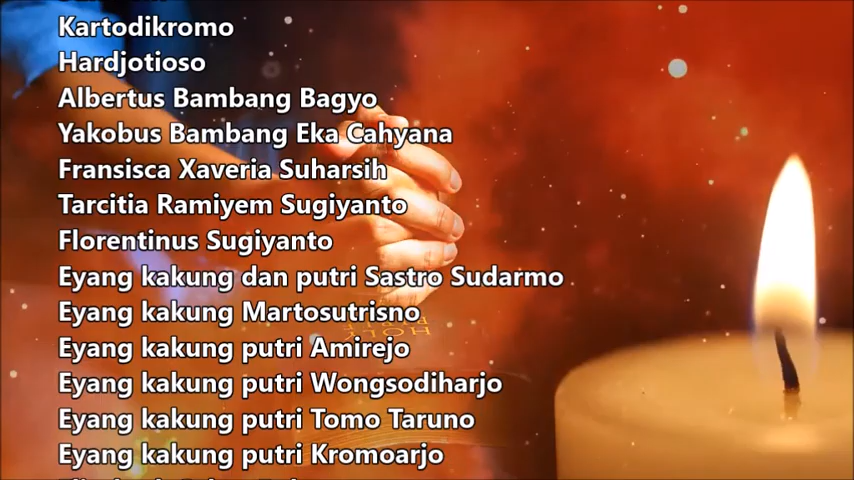 Kartodikromo
Hardjotioso
Albertus Bambang Bagyo
Yakobus Bambang Eka Cahyana
Fransisca Xaveria Suharsih
Tarcitia Ramiyem Sugiyanto
Florentinus Sugiyanto
Eyang kakung dan putri Sastro Sudarmo
Eyang kakung Martosutrisno
Eyang kakung putri Amirejo
Eyang kakung putri Wongsodiharjo
Eyang kakung putri Tomo Taruno
Eyang kakung putri Kromoarjo
HOLY